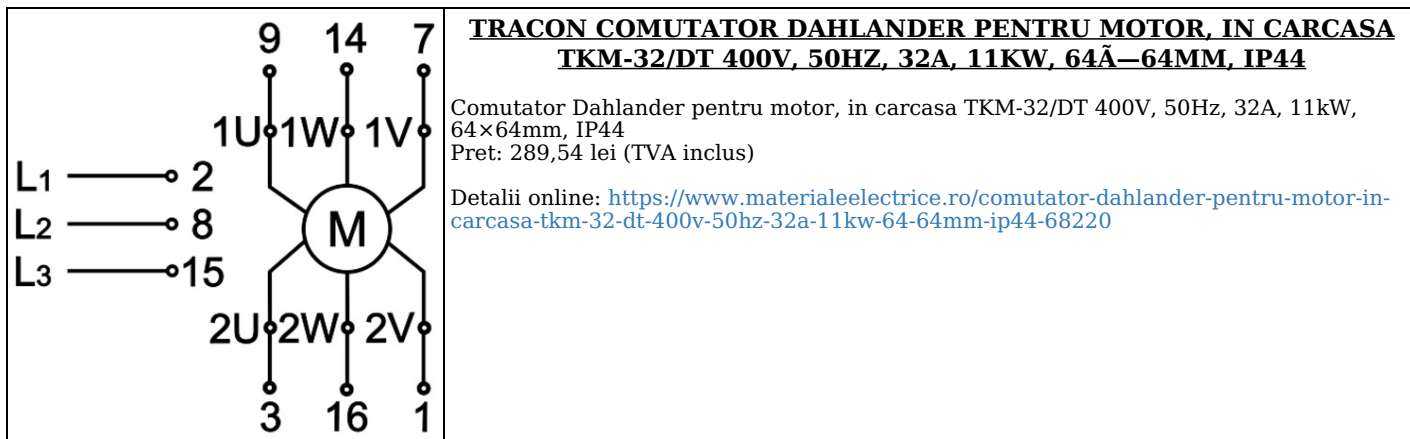 9 14 7
1U 1W 1V
L1 2
L2 8
M
L3 15
2U 2W 2V
3 16 1
TRACON COMUTATOR DAHLANDER PENTRU MOTOR, IN CARCASA
TKM-32/DT 400V, 50HZ, 32A, 11KW, 64Ã—64MM, IP44
Comutator Dahlander pentru motor, in carcasa TKM-32/DT 400V, 50Hz, 32A, 11kW,
64×64mm, IP44
Pret: 289,54 lei (TVA inclus)
Detalii online: https://www.materialeelectrice.ro/comutator-dahlander-pentru-motor-in-
carcasa-tkm-32-dt-400v-50hz-32a-11kw-64-64mm-ip44-68220